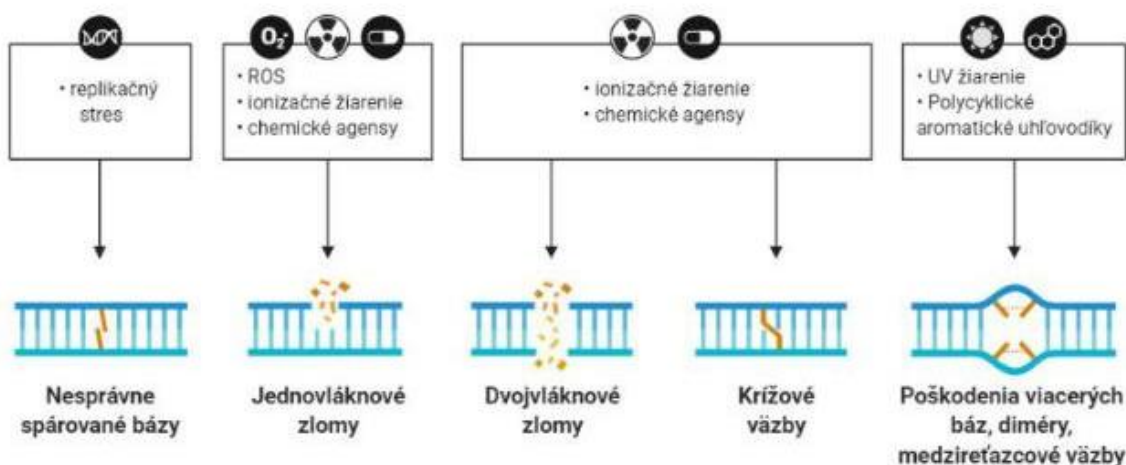 • replikačný
stres
O₂•
• ROS
• ionizačné žiarenie
• chemické agensy
• ionizačné žiarenie
• chemické agensy
• UV žiarenie
• Polycyklické
aromatické uhľovodíky
Nesprávne
spárované bázy
Jednovláknové
zlomy
Dvojvláknové
zlomy
Krížové
väzby
Poškodenia viacerých
báz, diméry,
medzireťazcové väzby